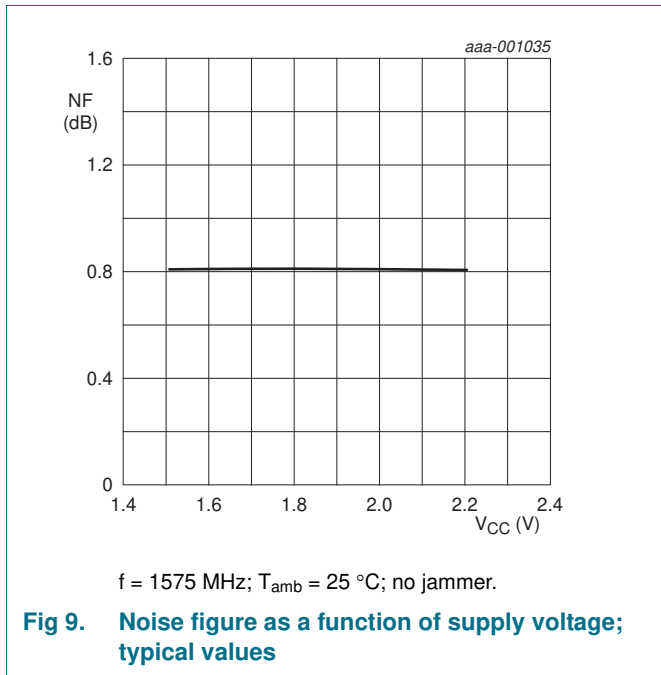 aaa-001035
1.6
NF
(dB)
1.2
0.8
0.4
0
1.4 1.6 1.8 2.0 2.2 2.4
VCC (V)
f = 1575 MHz; Tamb = 25 °C; no jammer.
Fig 9. Noise figure as a function of supply voltage;
typical values